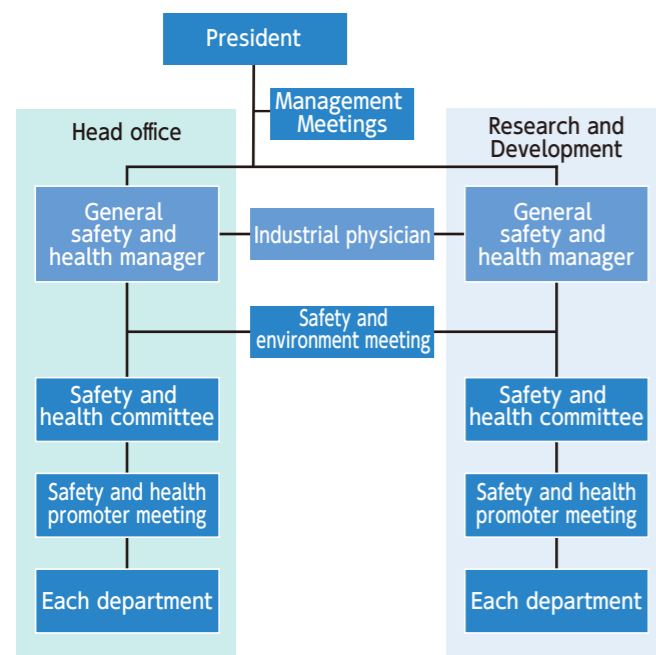 President
Management
Meetings
Head office
Research and
Development
General
safety and
health manager
Industrial physician
General
safety and
health manager
Safety and
environment meeting
Safety and
health committee
Safety and
health committee
Safety and health
promoter meeting
Safety and health
promoter meeting
Each department
Each department